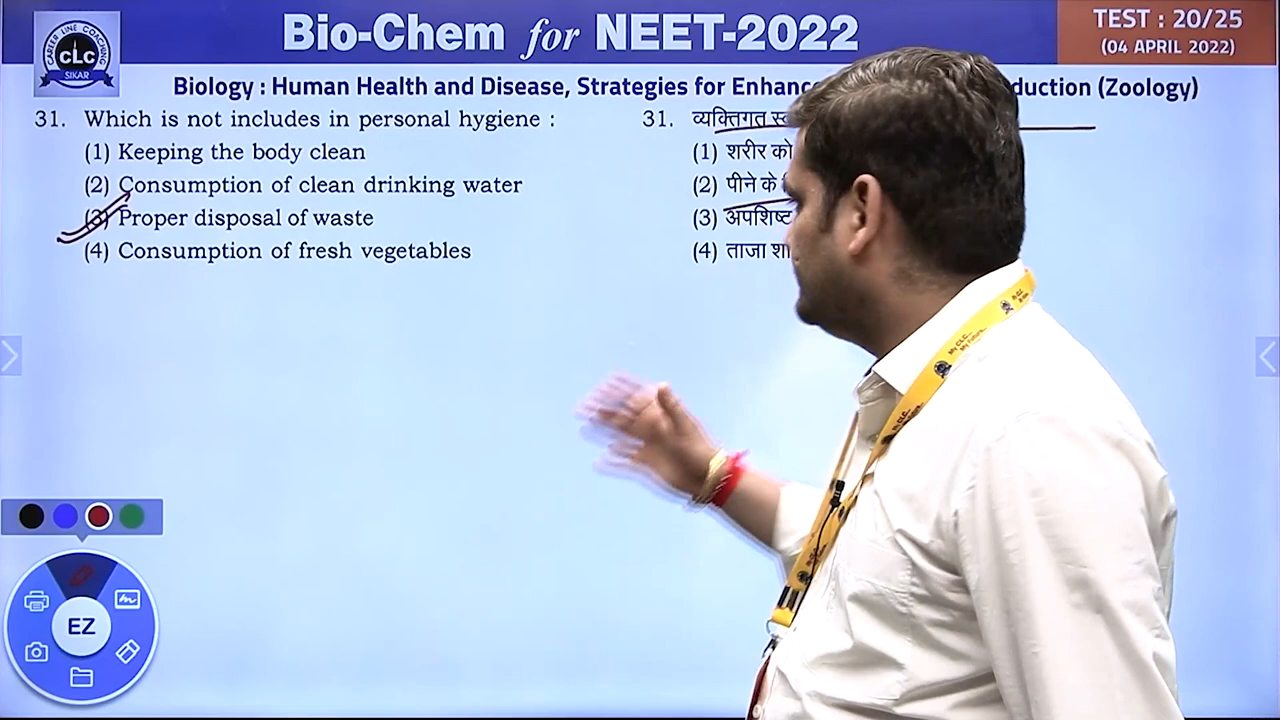 CAREER LINE COACHING
CLC
SIKAR
Bio-Chem for NEET-2022
TEST : 20/25
(04 APRIL 2022)
Biology : Human Health and Disease, Strategies for Enhanc duction (Zoology)
31. Which is not includes in personal hygiene :
(1) Keeping the body clean
(2) Consumption of clean drinking water
(3) Proper disposal of waste
(4) Consumption of fresh vegetables
31. व्यक्तिगत
(1) शरीर को
(2) पीने के
(3) अपशिष्ट
(4) ताजा
EZ
My CLC...